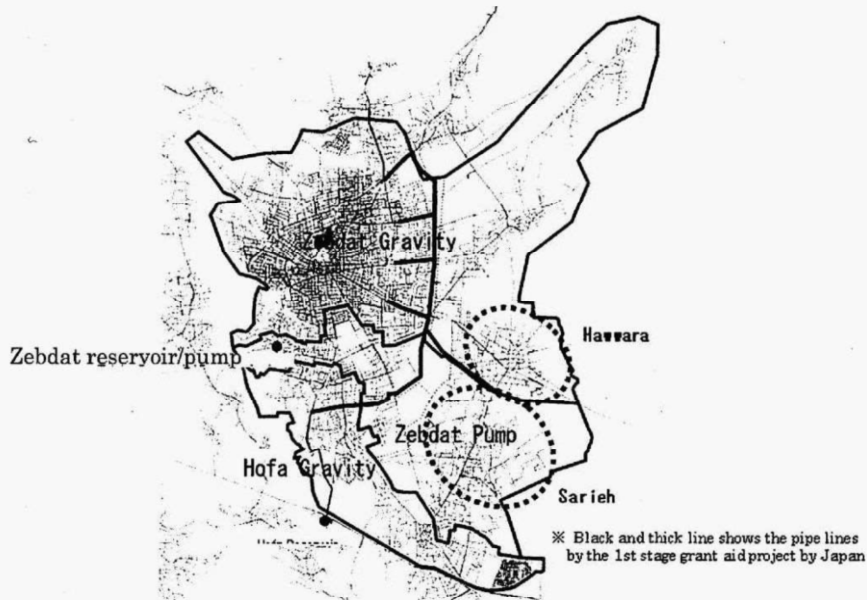 Zebdat Gravity
Hawwara
Zebdat reseryoir/pump
Zebdat Pump
Hofa Gravity
Sarieh
※ Black and thick line shows the pipe lines
by the 1st stage grant aid project by Japan